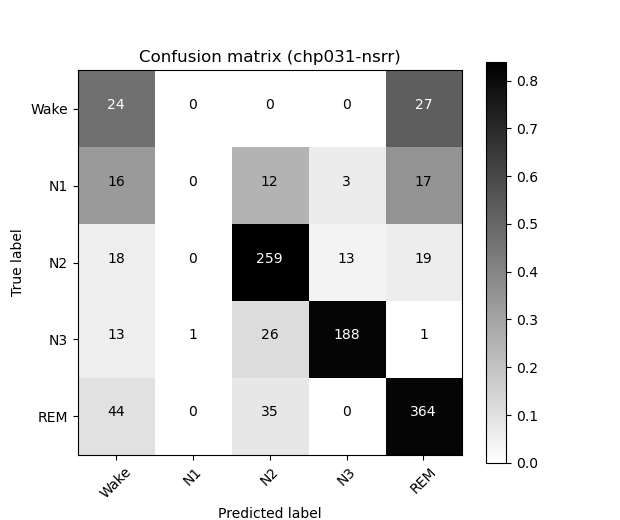 Confusion matrix (chp031-nsrr)
True label
Wake 24 0 0 0 27
N1 16 0 12 3 17
N2 18 0 259 13 19
N3 13 1 26 188 1
REM 44 0 35 0 364
Wake N1 N2 N3 REM
Predicted label
0.8
0.7
0.6
0.5
0.4
0.3
0.2
0.1
0.0